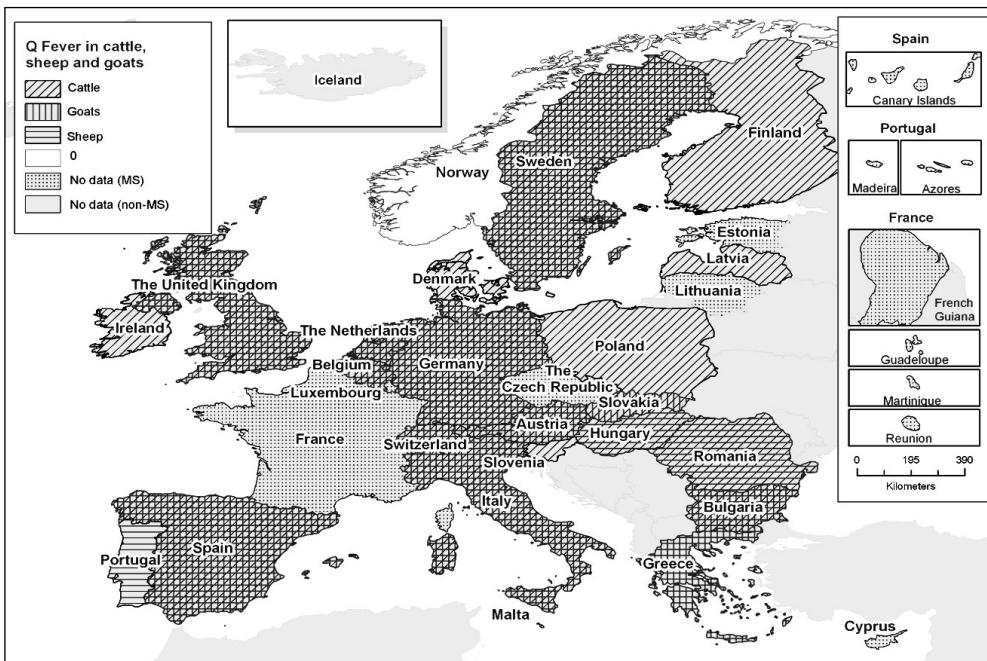 Q Fever in cattle,
sheep and goats
Cattle
Goats
Sheep
0
No data (MS)
No data (non-MS)
Iceland
Spain
Canary Islands
Portugal
Madeira
Azores
France
French
Guiana
Guadeloupe
Martinique
Reunion
0 195 390
Kilometers
Finland
Sweden
Norway
Estonia
Latvia
Lithuania
Denmark
The United Kingdom
Ireland
The Netherlands
Poland
Belgium
Germany
The
Czech Republic
Luxembourg
Slovakia
France
Austria
Switzerland
Hungary
Slovenia
Romania
Italy
Bulgaria
Portugal
Spain
Greece
Malta
Cyprus